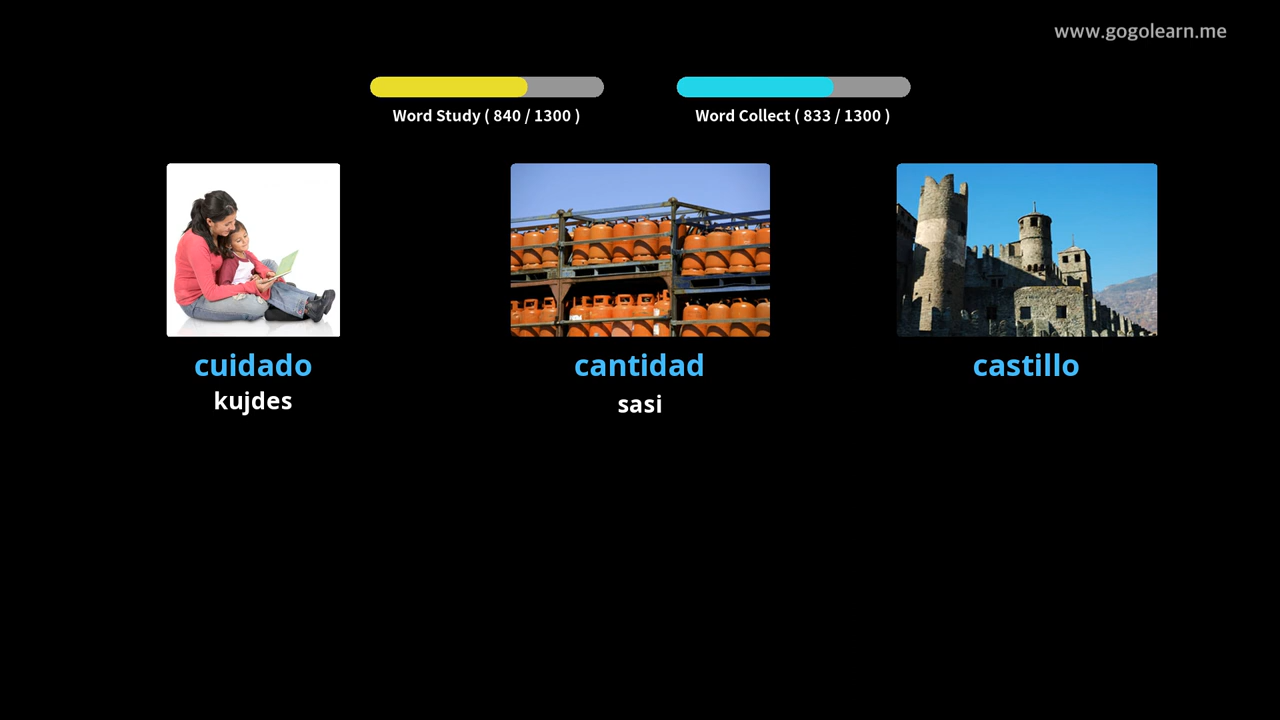 www.gogolearn.me
Word Study ( 840 / 1300 )
Word Collect ( 833 / 1300 )
cuidado
kujdes
cantidad
sasi
castillo